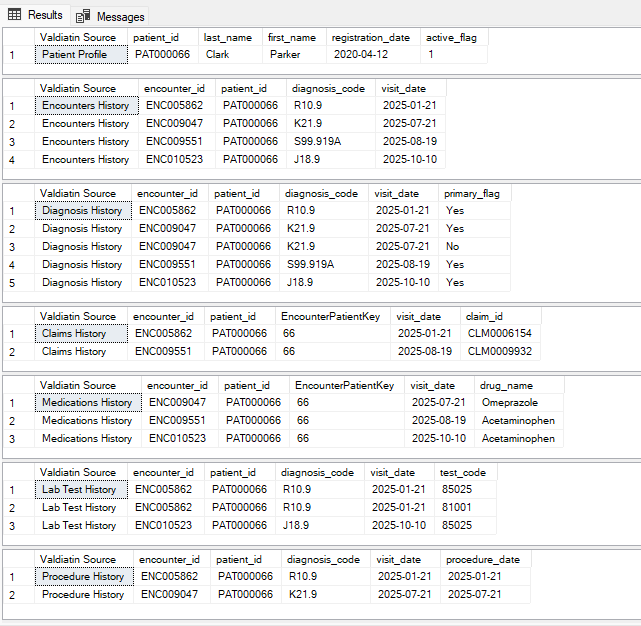 Results Messages
Valdiatin Source patient_id last_name first_name registration_date active_flag
1 Patient Profile PAT000066 Clark Parker 2020-04-12 1
Valdiatin Source encounter_id patient_id diagnosis_code visit_date
1 Encounters History ENC005862 PAT000066 R10.9 2025-01-21
2 Encounters History ENC009047 PAT000066 K21.9 2025-07-21
3 Encounters History ENC009551 PAT000066 S99.919A 2025-08-19
4 Encounters History ENC010523 PAT000066 J18.9 2025-10-10
Valdiatin Source encounter_id patient_id diagnosis_code visit_date primary_flag
1 Diagnosis History ENC005862 PAT000066 R10.9 2025-01-21 Yes
2 Diagnosis History ENC009047 PAT000066 K21.9 2025-07-21 Yes
3 Diagnosis History ENC009047 PAT000066 K21.9 2025-07-21 No
4 Diagnosis History ENC009551 PAT000066 S99.919A 2025-08-19 Yes
5 Diagnosis History ENC010523 PAT000066 J18.9 2025-10-10 Yes
Valdiatin Source encounter_id patient_id EncounterPatientKey visit_date claim_id
1 Claims History ENC005862 PAT000066 66 2025-01-21 CLM0006154
2 Claims History ENC009551 PAT000066 66 2025-08-19 CLM0009932
Valdiatin Source encounter_id patient_id EncounterPatientKey visit_date drug_name
1 Medications History ENC009047 PAT000066 66 2025-07-21 Omeprazole
2 Medications History ENC009551 PAT000066 66 2025-08-19 Acetaminophen
3 Medications History ENC010523 PAT000066 66 2025-10-10 Acetaminophen
Valdiatin Source encounter_id patient_id diagnosis_code visit_date test_code
1 Lab Test History ENC005862 PAT000066 R10.9 2025-01-21 85025
2 Lab Test History ENC005862 PAT000066 R10.9 2025-01-21 81001
3 Lab Test History ENC010523 PAT000066 J18.9 2025-10-10 85025
Valdiatin Source encounter_id patient_id diagnosis_code visit_date procedure_date
1 Procedure History ENC005862 PAT000066 R10.9 2025-01-21 2025-01-21
2 Procedure History ENC009047 PAT000066 K21.9 2025-07-21 2025-07-21